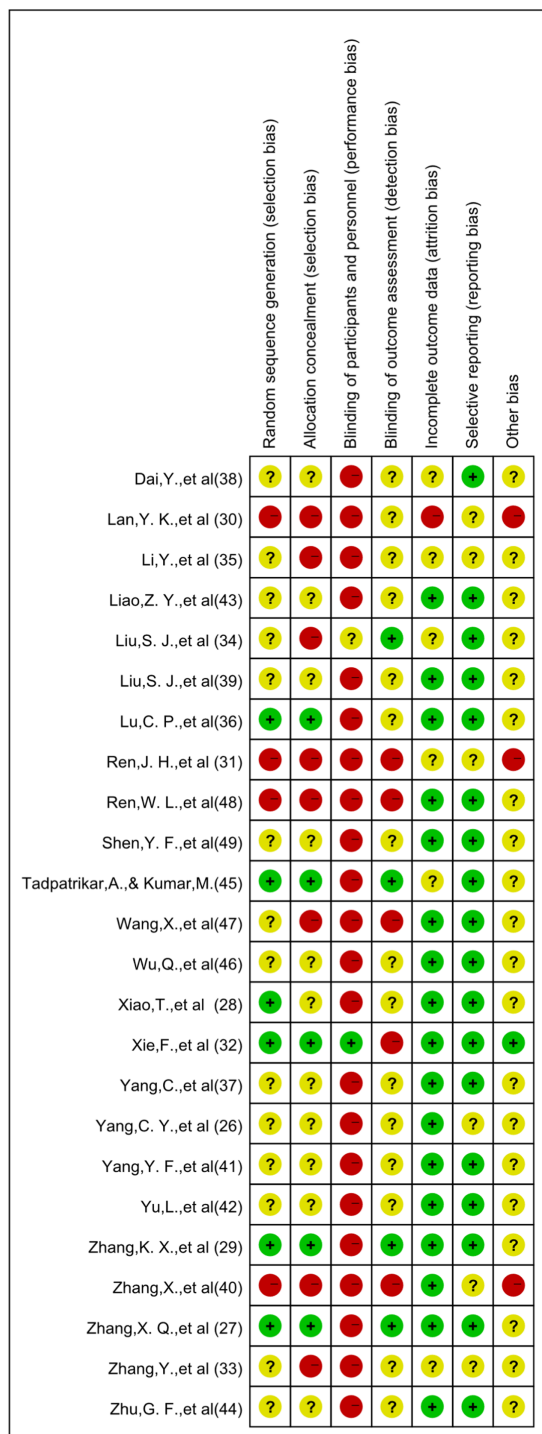 Random sequence generation (selection bias)
Allocation concealment (selection bias)
Blinding of participants and personnel (performance bias)
Blinding of outcome assessment (detection bias)
Incomplete outcome data (attrition bias)
Selective reporting (reporting bias)
Other bias
Dai,Y.,et al(38) ? ? - ? ? + ?
Lan,Y. K.,et al (30) - - - ? - ? -
Li,Y.,et al (35) ? - - ? ? ? ?
Liao,Z. Y.,et al(43) ? ? - ? + + ?
Liu,S. J.,et al (34) ? - ? + ? + ?
Liu,S. J.,et al(39) ? ? - ? + + ?
Lu,C. P.,et al(36) + + - ? + + ?
Ren,J. H.,et al (31) - - - - ? ? -
Ren,W. L.,et al(48) - - - - + + ?
Shen,Y. F.,et al(49) ? ? - ? + + ?
Tadpatrikar,A.,& Kumar,M.(45) + + - + ? + ?
Wang,X.,et al(47) ? - - - + + ?
Wu,Q.,et al(46) ? ? - ? + + ?
Xiao,T.,et al (28) + ? - ? + + ?
Xie,F.,et al (32) + + + - + + +
Yang,C.,et al(37) ? ? - ? + + ?
Yang,C. Y.,et al (26) ? ? - ? + ? ?
Yang,Y. F.,et al(41) ? ? - ? + + ?
Yu,L.,et al(42) ? ? - ? + + ?
Zhang,K. X.,et al (29) + + - + + + ?
Zhang,X.,et al(40) - - - - + ? -
Zhang,X. Q.,et al (27) + + - + + + ?
Zhang,Y.,et al (33) ? - - ? ? ? ?
Zhu,G. F.,et al(44) ? ? - ? + + ?